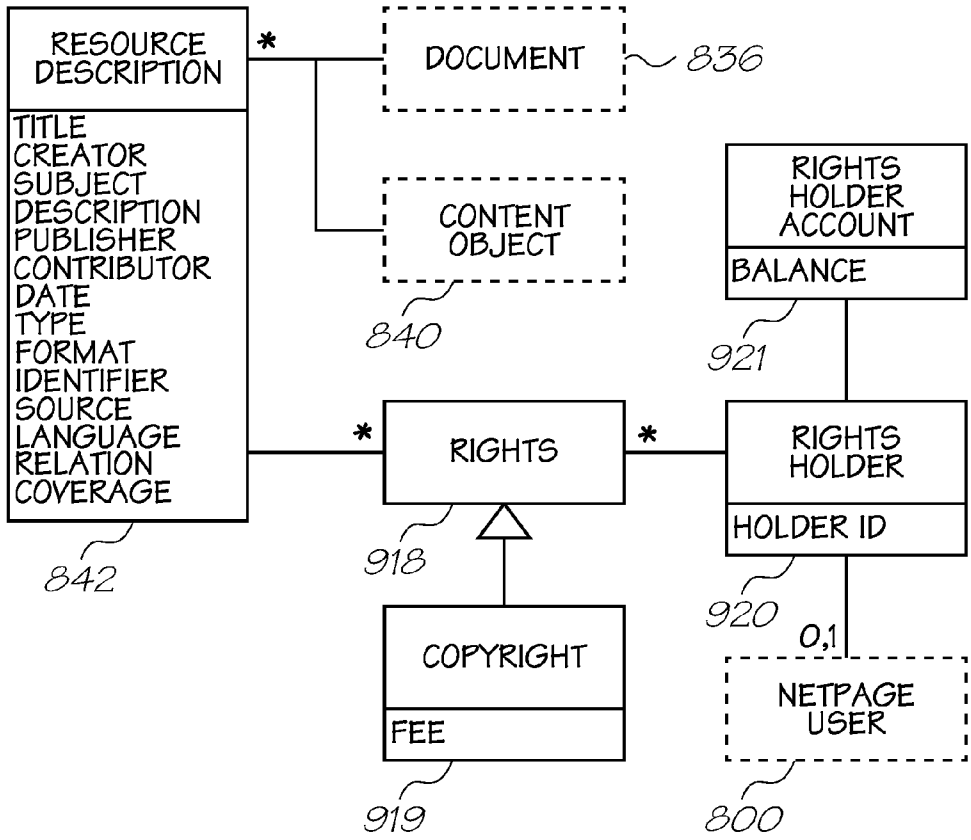 RESOURCE
DESCRIPTION
TITLE
CREATOR
SUBJECT
DESCRIPTION
PUBLISHER
CONTRIBUTOR
DATE
TYPE
FORMAT
IDENTIFIER
SOURCE
LANGUAGE
RELATION
COVERAGE
842
*
DOCUMENT
836
CONTENT
OBJECT
840
*
RIGHTS
*
918
COPYRIGHT
FEE
919
RIGHTS
HOLDER
ACCOUNT
BALANCE
921
RIGHTS
HOLDER
HOLDER ID
920
0,1
NETPAGE
USER
800